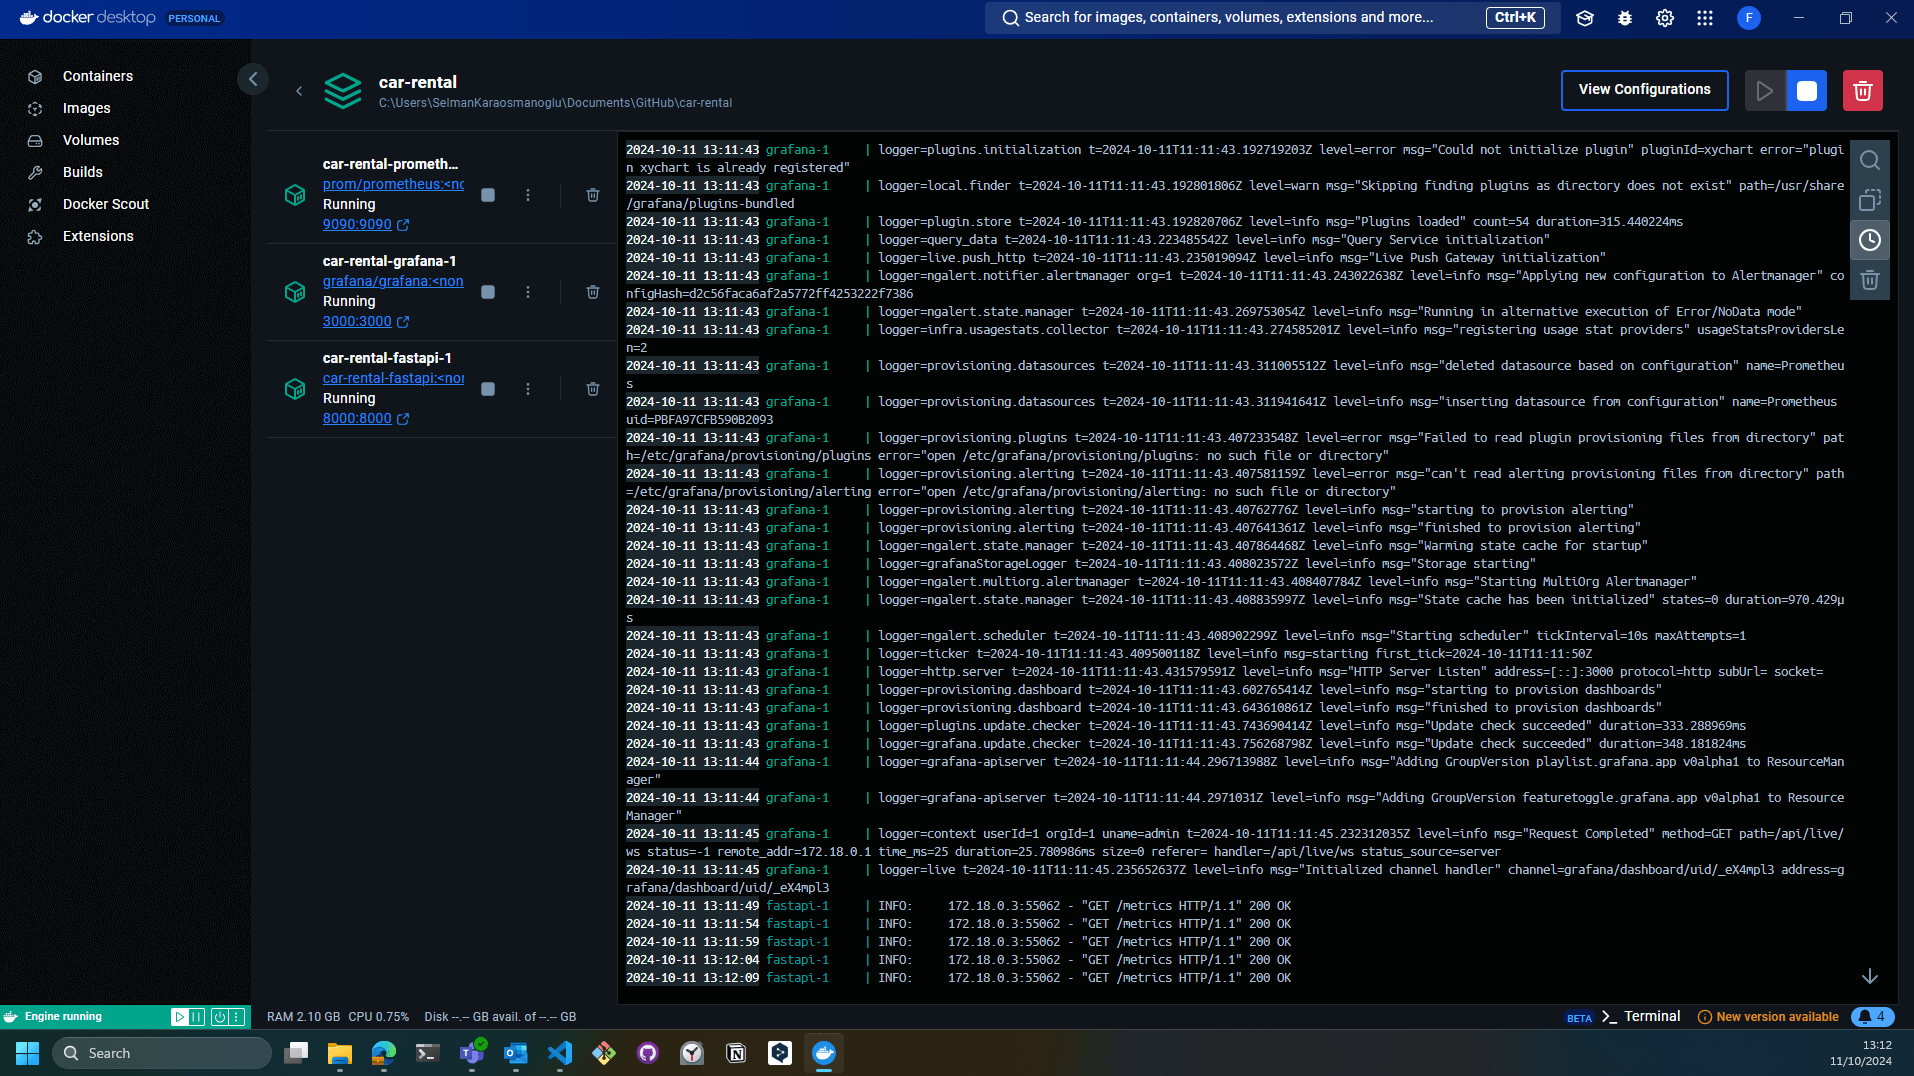 docker desktop PERSONAL
Search for images, containers, volumes, extensions and more... Ctrl+K
F
Containers
Images
Volumes
Builds
Docker Scout
Extensions
car-rental
C:\Users\SelmanKaraosmanoglu\Documents\GitHub\car-rental
View Configurations
car-rental-prometh...
prom/prometheus:<no
Running
9090:9090
car-rental-grafana-1
grafana/grafana:<non
Running
3000:3000
car-rental-fastapi-1
car-rental-fastapi:<nor
Running
8000:8000
2024-10-11 13:11:43 grafana-1 | logger=plugins.initialization t=2024-10-11T11:11:43.192719203Z level=error msg="Could not initialize plugin" pluginId=xychart error="plugi
n xychart is already registered"
2024-10-11 13:11:43 grafana-1 | logger=local.finder t=2024-10-11T11:11:43.192801806Z level=warn msg="Skipping finding plugins as directory does not exist" path=/usr/share
/grafana/plugins-bundled
2024-10-11 13:11:43 grafana-1 | logger=plugin.store t=2024-10-11T11:11:43.192820706Z level=info msg="Plugins loaded" count=54 duration=315.440224ms
2024-10-11 13:11:43 grafana-1 | logger=query_data t=2024-10-11T11:11:43.223485542Z level=info msg="Query Service initialization"
2024-10-11 13:11:43 grafana-1 | logger=live.push_http t=2024-10-11T11:11:43.235019094Z level=info msg="Live Push Gateway initialization"
2024-10-11 13:11:43 grafana-1 | logger=ngalert.notifier.alertmanager org=1 t=2024-10-11T11:11:43.243022638Z level=info msg="Applying new configuration to Alertmanager" co
nfigHash=d2c56faca6af2a5772ff4253222f7386
2024-10-11 13:11:43 grafana-1 | logger=ngalert.state.manager t=2024-10-11T11:11:43.269753054Z level=info msg="Running in alternative execution of Error/NoData mode"
2024-10-11 13:11:43 grafana-1 | logger=infra.usagestats.collector t=2024-10-11T11:11:43.274585201Z level=info msg="registering usage stat providers" usageStatsProvidersLe
n=2
2024-10-11 13:11:43 grafana-1 | logger=provisioning.datasources t=2024-10-11T11:11:43.311005512Z level=info msg="deleted datasource based on configuration" name=Prometheu
s
2024-10-11 13:11:43 grafana-1 | logger=provisioning.datasources t=2024-10-11T11:11:43.311941641Z level=info msg="inserting datasource from configuration" name=Prometheus
uid=PBFA97CFB590B2093
2024-10-11 13:11:43 grafana-1 | logger=provisioning.plugins t=2024-10-11T11:11:43.407233548Z level=error msg="Failed to read plugin provisioning files from directory" pat
h=/etc/grafana/provisioning/plugins error="open /etc/grafana/provisioning/plugins: no such file or directory"
2024-10-11 13:11:43 grafana-1 | logger=provisioning.alerting t=2024-10-11T11:11:43.407581159Z level=error msg="can't read alerting provisioning files from directory" path
=/etc/grafana/provisioning/alerting error="open /etc/grafana/provisioning/alerting: no such file or directory"
2024-10-11 13:11:43 grafana-1 | logger=provisioning.alerting t=2024-10-11T11:11:43.40762776Z level=info msg="starting to provision alerting"
2024-10-11 13:11:43 grafana-1 | logger=provisioning.alerting t=2024-10-11T11:11:43.407641361Z level=info msg="finished to provision alerting"
2024-10-11 13:11:43 grafana-1 | logger=ngalert.state.manager t=2024-10-11T11:11:43.407864468Z level=info msg="Warming state cache for startup"
2024-10-11 13:11:43 grafana-1 | logger=grafanaStorageLogger t=2024-10-11T11:11:43.408023572Z level=info msg="Storage starting"
2024-10-11 13:11:43 grafana-1 | logger=ngalert.multiorg.alertmanager t=2024-10-11T11:11:43.408407784Z level=info msg="Starting MultiOrg Alertmanager"
2024-10-11 13:11:43 grafana-1 | logger=ngalert.state.manager t=2024-10-11T11:11:43.408835997Z level=info msg="State cache has been initialized" states=0 duration=970.429µ
s
2024-10-11 13:11:43 grafana-1 | logger=ngalert.scheduler t=2024-10-11T11:11:43.408902299Z level=info msg="Starting scheduler" tickInterval=10s maxAttempts=1
2024-10-11 13:11:43 grafana-1 | logger=ticker t=2024-10-11T11:11:43.409500118Z level=info msg=starting first_tick=2024-10-11T11:11:50Z
2024-10-11 13:11:43 grafana-1 | logger=http.server t=2024-10-11T11:11:43.431579591Z level=info msg="HTTP Server Listen" address=[::]:3000 protocol=http subUrl= socket=
2024-10-11 13:11:43 grafana-1 | logger=provisioning.dashboard t=2024-10-11T11:11:43.602765414Z level=info msg="starting to provision dashboards"
2024-10-11 13:11:43 grafana-1 | logger=provisioning.dashboard t=2024-10-11T11:11:43.643610861Z level=info msg="finished to provision dashboards"
2024-10-11 13:11:43 grafana-1 | logger=plugins.update.checker t=2024-10-11T11:11:43.743690414Z level=info msg="Update check succeeded" duration=333.288969ms
2024-10-11 13:11:43 grafana-1 | logger=grafana.update.checker t=2024-10-11T11:11:43.756268798Z level=info msg="Update check succeeded" duration=348.181824ms
2024-10-11 13:11:44 grafana-1 | logger=grafana-apiserver t=2024-10-11T11:11:44.296713988Z level=info msg="Adding GroupVersion playlist.grafana.app v0alpha1 to ResourceMan
ager"
2024-10-11 13:11:44 grafana-1 | logger=grafana-apiserver t=2024-10-11T11:11:44.2971031Z level=info msg="Adding GroupVersion featuretoggle.grafana.app v0alpha1 to Resource
Manager"
2024-10-11 13:11:45 grafana-1 | logger=context userId=1 orgId=1 uname=admin t=2024-10-11T11:11:45.232312035Z level=info msg="Request Completed" method=GET path=/api/live/
ws status=-1 remote_addr=172.18.0.1 time_ms=25 duration=25.780986ms size=0 referer= handler=/api/live/ws status_source=server
2024-10-11 13:11:45 grafana-1 | logger=live t=2024-10-11T11:11:45.235652637Z level=info msg="Initialized channel handler" channel=grafana/dashboard/uid/_eX4mpl3 address=g
rafana/dashboard/uid/_eX4mpl3
2024-10-11 13:11:49 fastapi-1 | INFO: 172.18.0.3:55062 - "GET /metrics HTTP/1.1" 200 OK
2024-10-11 13:11:54 fastapi-1 | INFO: 172.18.0.3:55062 - "GET /metrics HTTP/1.1" 200 OK
2024-10-11 13:11:59 fastapi-1 | INFO: 172.18.0.3:55062 - "GET /metrics HTTP/1.1" 200 OK
2024-10-11 13:12:04 fastapi-1 | INFO: 172.18.0.3:55062 - "GET /metrics HTTP/1.1" 200 OK
2024-10-11 13:12:09 fastapi-1 | INFO: 172.18.0.3:55062 - "GET /metrics HTTP/1.1" 200 OK
Engine running
RAM 2.10 GB CPU 0.75% Disk --.-- GB avail. of --.-- GB
BETA Terminal New version available 4
Search
13:12
11/10/2024